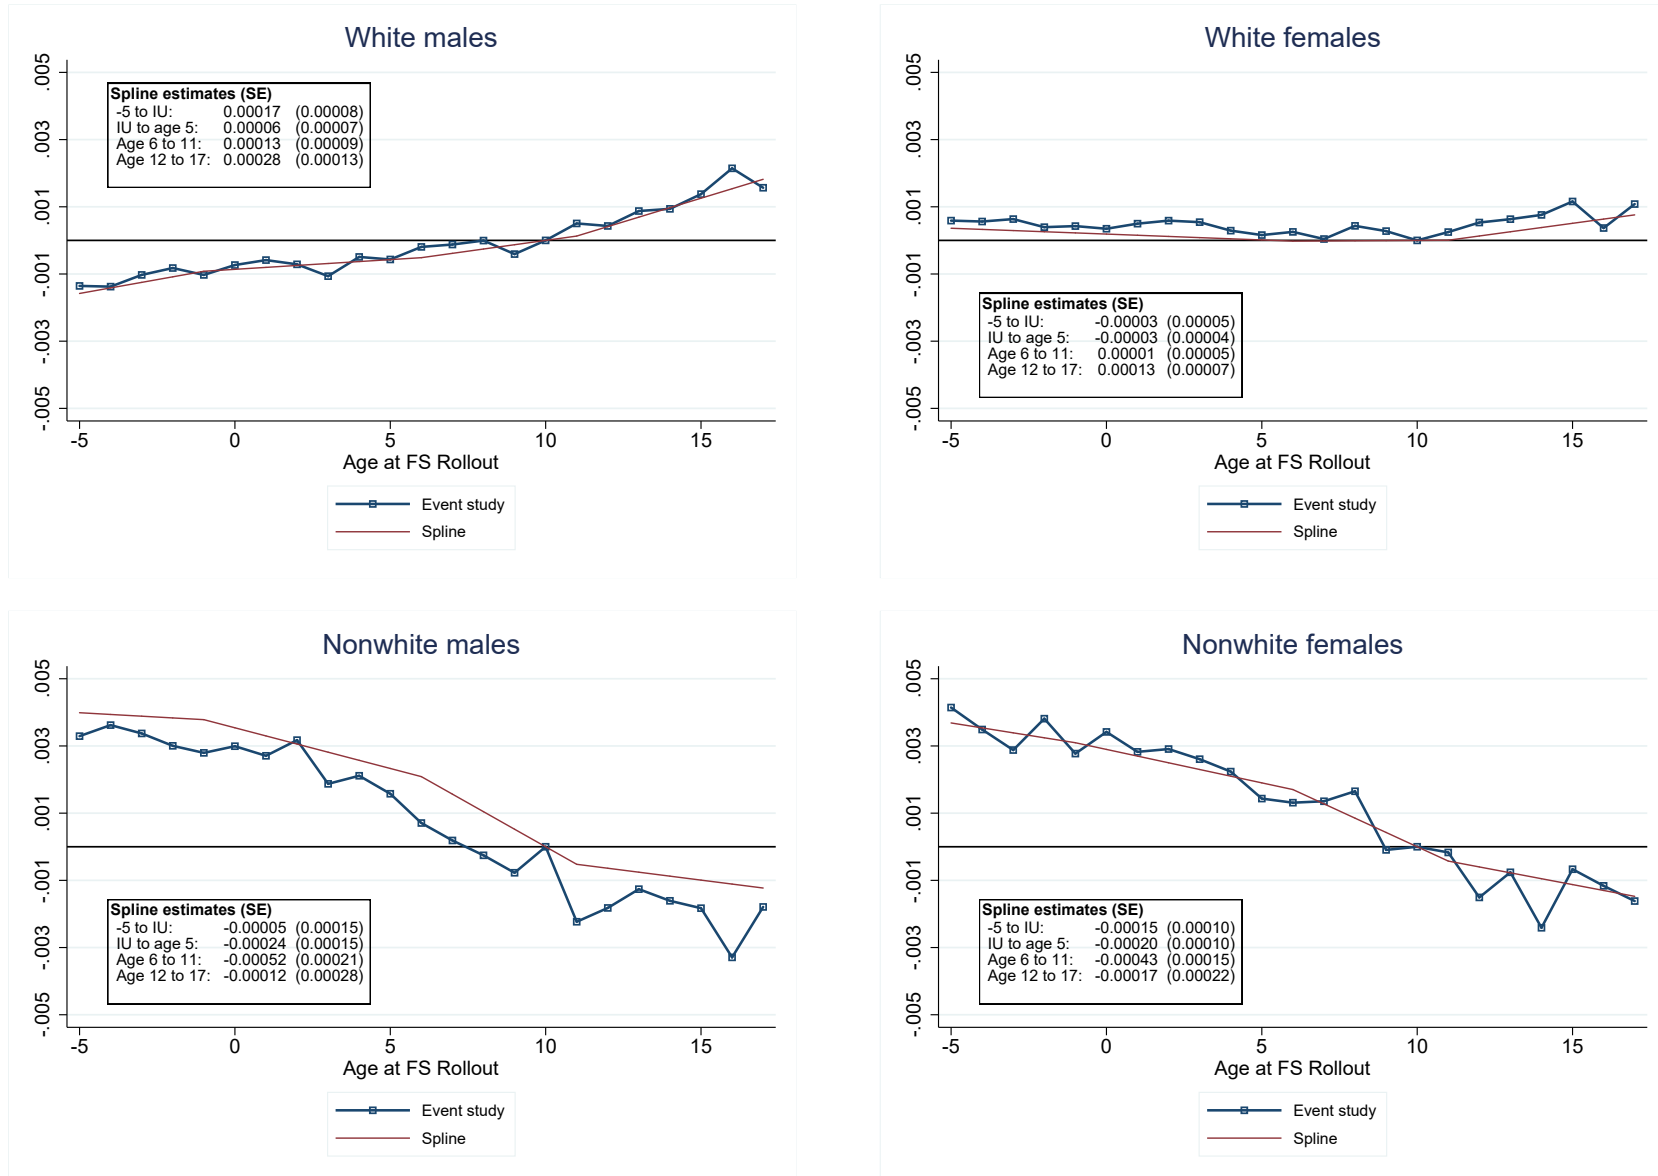 White males
.005
.003
.001
-.001
-.003
-.005
Spline estimates (SE)
-5 to IU: 0.00017 (0.00008)
IU to age 5: 0.00006 (0.00007)
Age 6 to 11: 0.00013 (0.00009)
Age 12 to 17: 0.00028 (0.00013)
-5 0 5 10 15
Age at FS Rollout
Event study
Spline
White females
.005
.003
.001
-.001
-.003
-.005
Spline estimates (SE)
-5 to IU: -0.00003 (0.00005)
IU to age 5: -0.00003 (0.00004)
Age 6 to 11: 0.00001 (0.00005)
Age 12 to 17: 0.00013 (0.00007)
-5 0 5 10 15
Age at FS Rollout
Event study
Spline
Nonwhite males
.005
.003
.001
-.001
-.003
-.005
Spline estimates (SE)
-5 to IU: -0.00005 (0.00015)
IU to age 5: -0.00024 (0.00015)
Age 6 to 11: -0.00052 (0.00021)
Age 12 to 17: -0.00012 (0.00028)
-5 0 5 10 15
Age at FS Rollout
Event study
Spline
Nonwhite females
.005
.003
.001
-.001
-.003
-.005
Spline estimates (SE)
-5 to IU: -0.00015 (0.00010)
IU to age 5: -0.00020 (0.00010)
Age 6 to 11: -0.00043 (0.00015)
Age 12 to 17: -0.00017 (0.00022)
-5 0 5 10 15
Age at FS Rollout
Event study
Spline